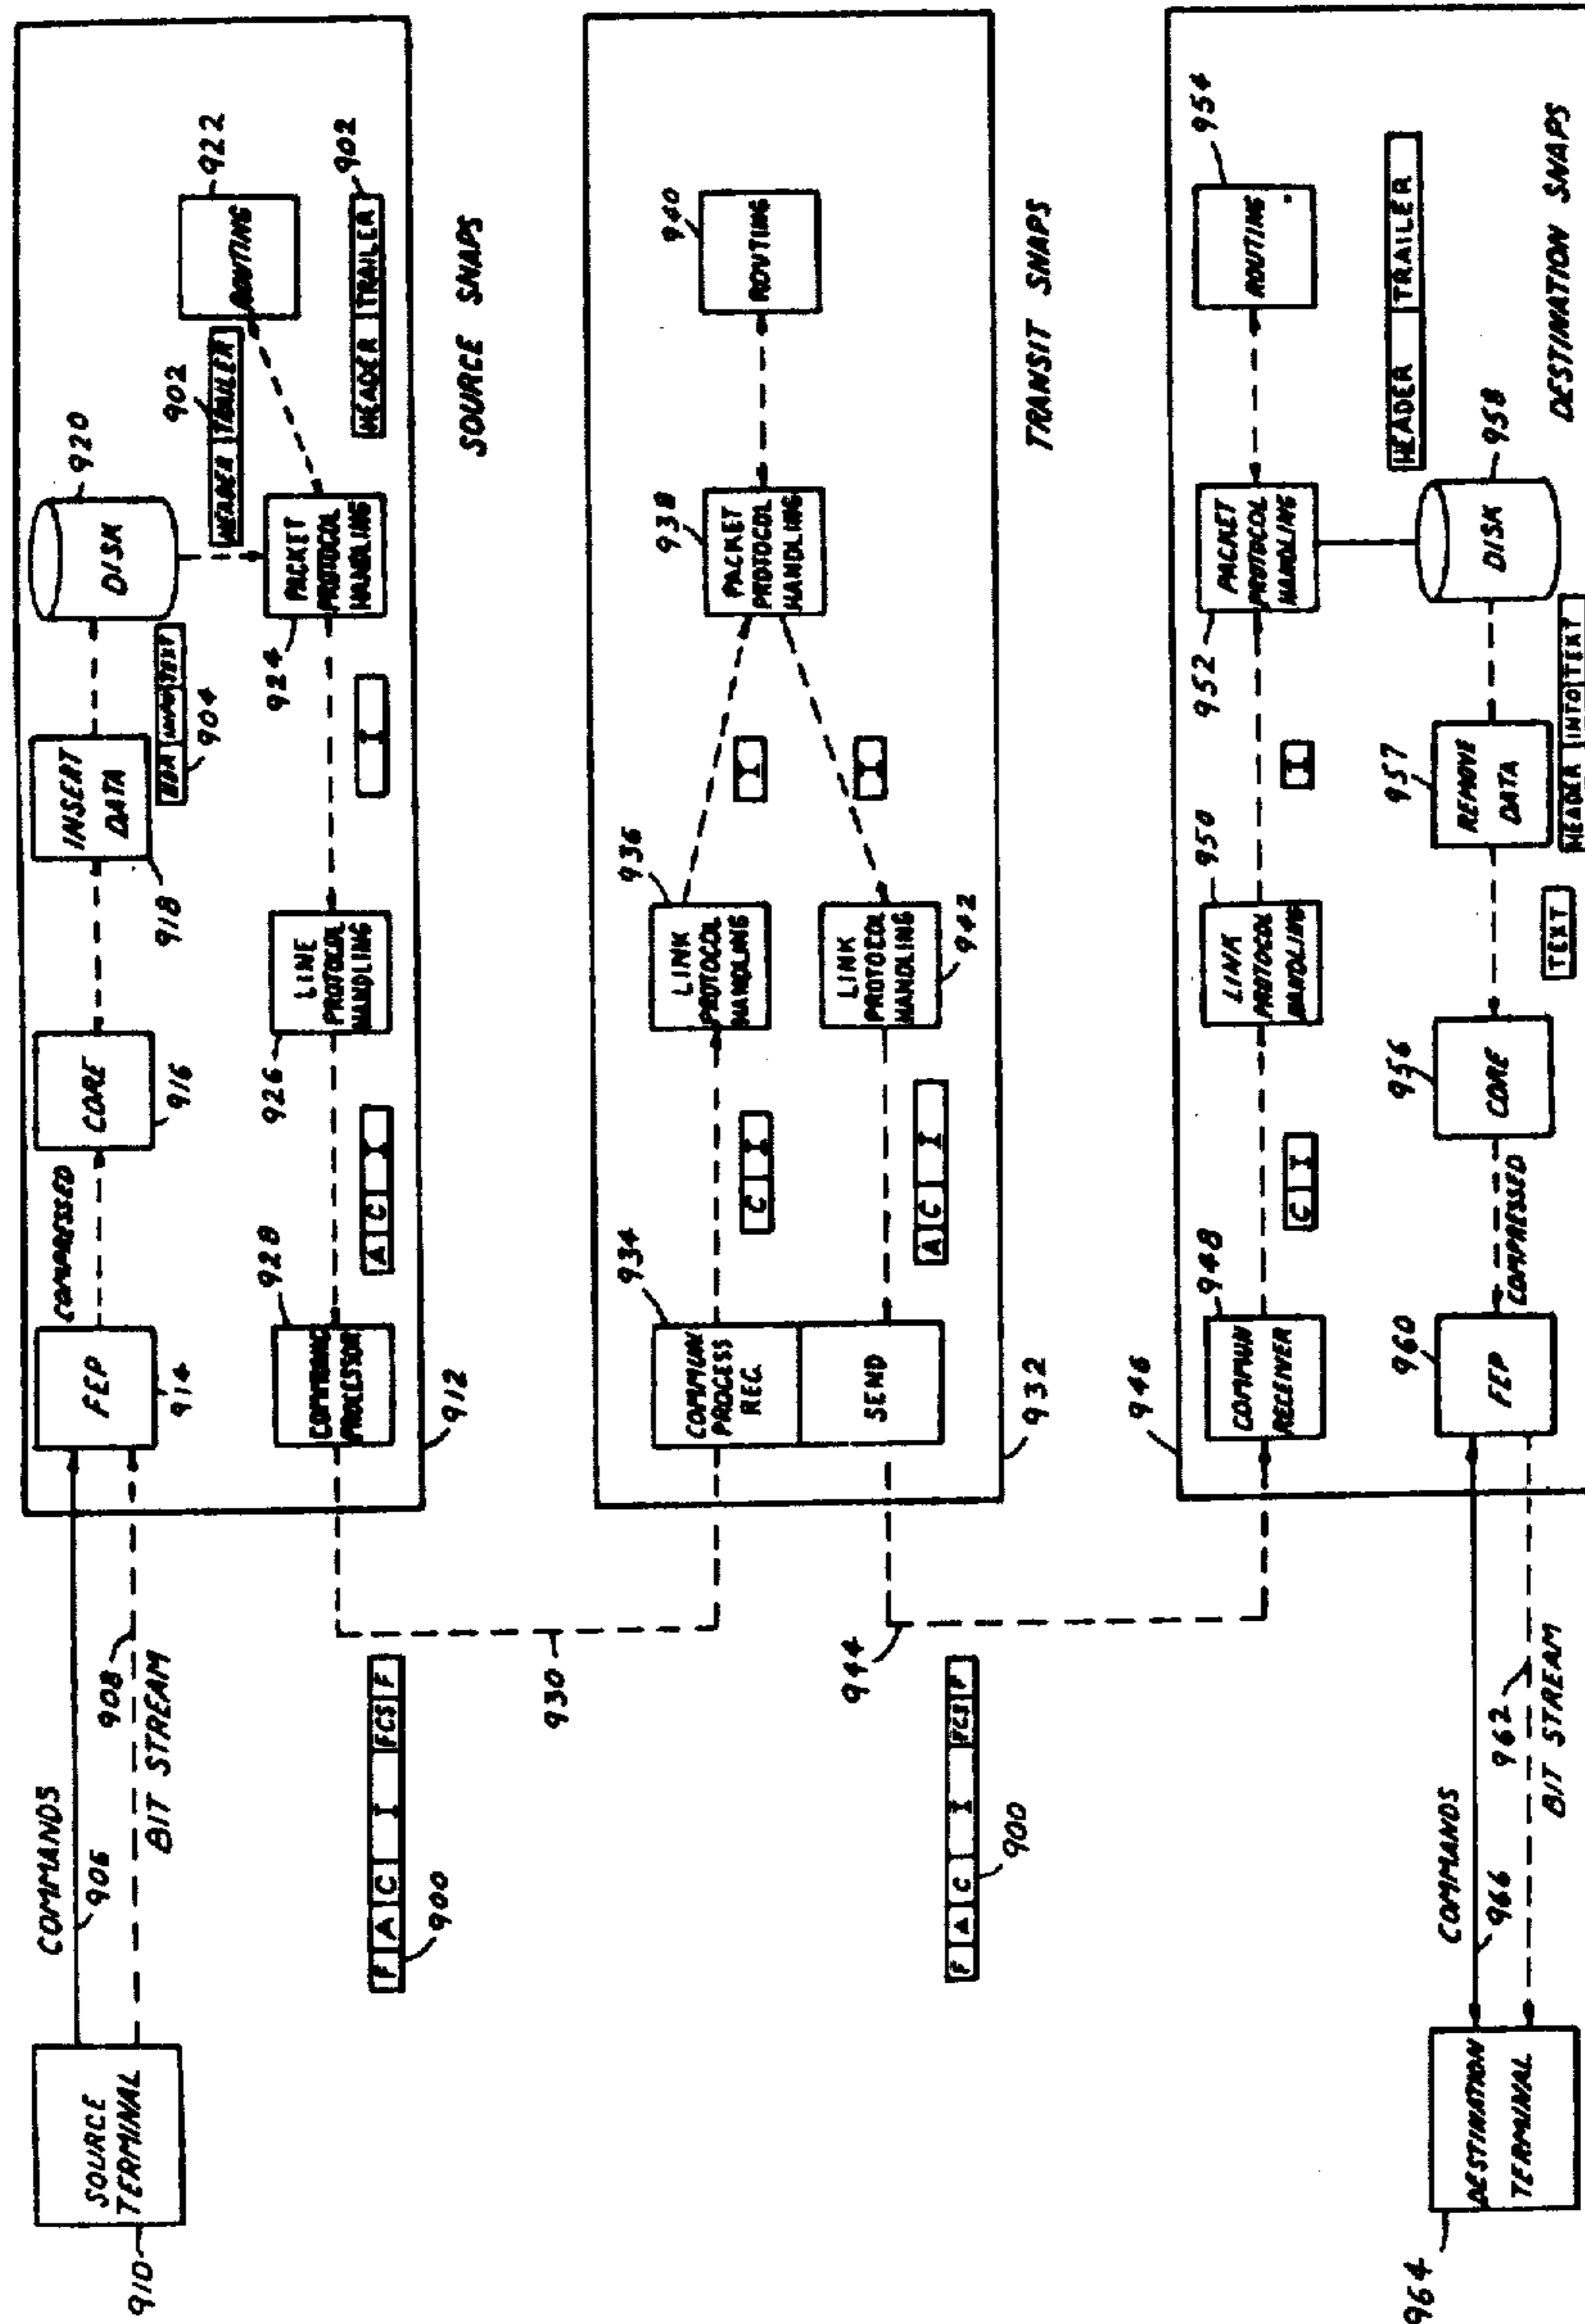 SOURCE
TERMINAL
910
COMMANDS
906
908
BIT STREAM
FEP
914
COMPRESSED
CORE
916
INSERT
DATA
918
HDR INFO TEXT
904
DISK
920
HEADER TRAILER
902
ROUTING
922
PACKET
PROTOCOL
HANDLING
924
HEADER TRAILER
902
I
LINE
PROTOCOL
HANDLING
926
A C I
PROCESSOR
928
912
SOURCE SNAPS
F A C I FCS F
900
930
COMMUN
PROCESS
REC.
934
SEND
932
C I
A C I
LINK
PROTOCOL
HANDLING
936
LINK
PROTOCOL
HANDLING
942
I
I
PACKET
PROTOCOL
HANDLING
938
ROUTING
940
TRANSIT SNAPS
944
F A C I FCS F
900
946
COMMUN
RECEIVER
948
C I
LINK
PROTOCOL
HANDLING
950
I
PACKET
PROTOCOL
HANDLING
952
ROUTING
954
HEADER TRAILER
DISK
958
HEADER INTO TEXT
REMOVE
DATA
957
TEXT
CORE
956
COMPRESSED
FEP
960
COMMANDS
966
962
BIT STREAM
DESTINATION
TERMINAL
964
DESTINATION SNAPS